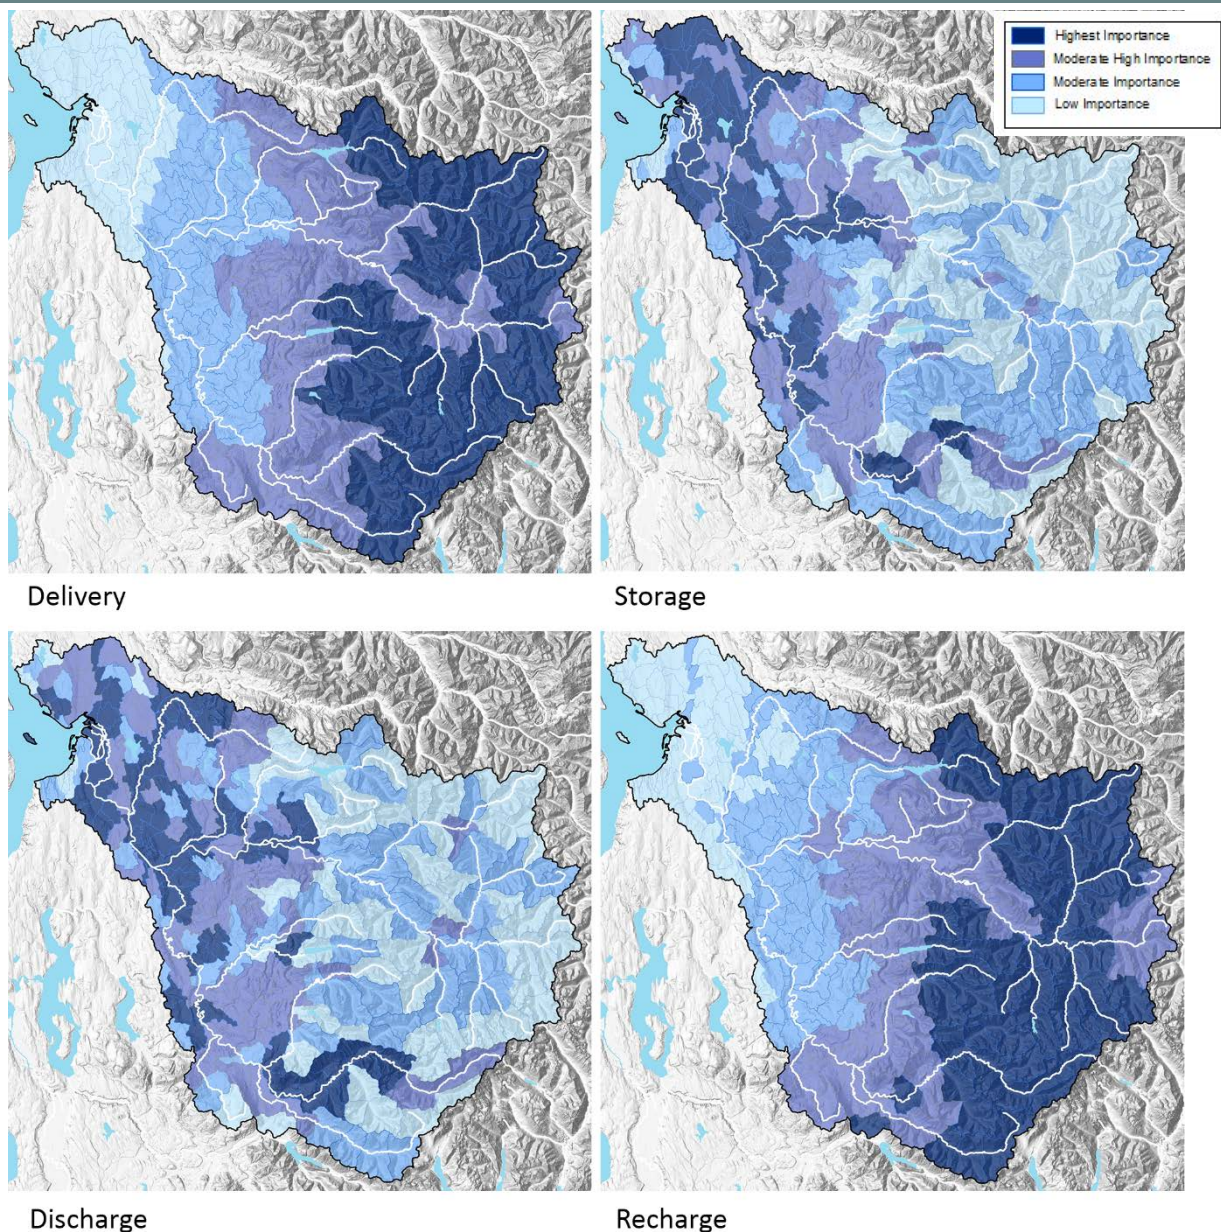 Highest Importance
Moderate High Importance
Moderate Importance
Low Importance
Delivery
Storage
Discharge
Recharge